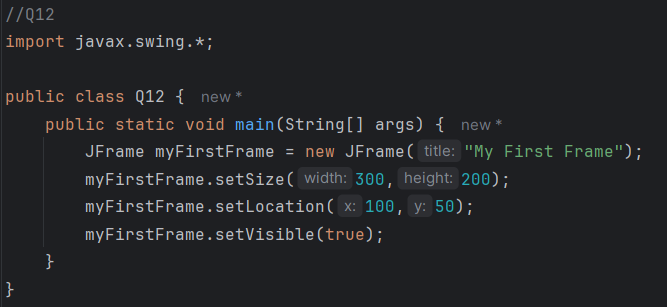 //Q12
import javax.swing.*;
public class Q12 { new *
public static void main(String[] args) { new *
JFrame myFirstFrame = new JFrame( title: "My First Frame");
myFirstFrame.setSize( width: 300, height: 200);
myFirstFrame.setLocation( x: 100, y: 50);
myFirstFrame.setVisible(true);
}
}